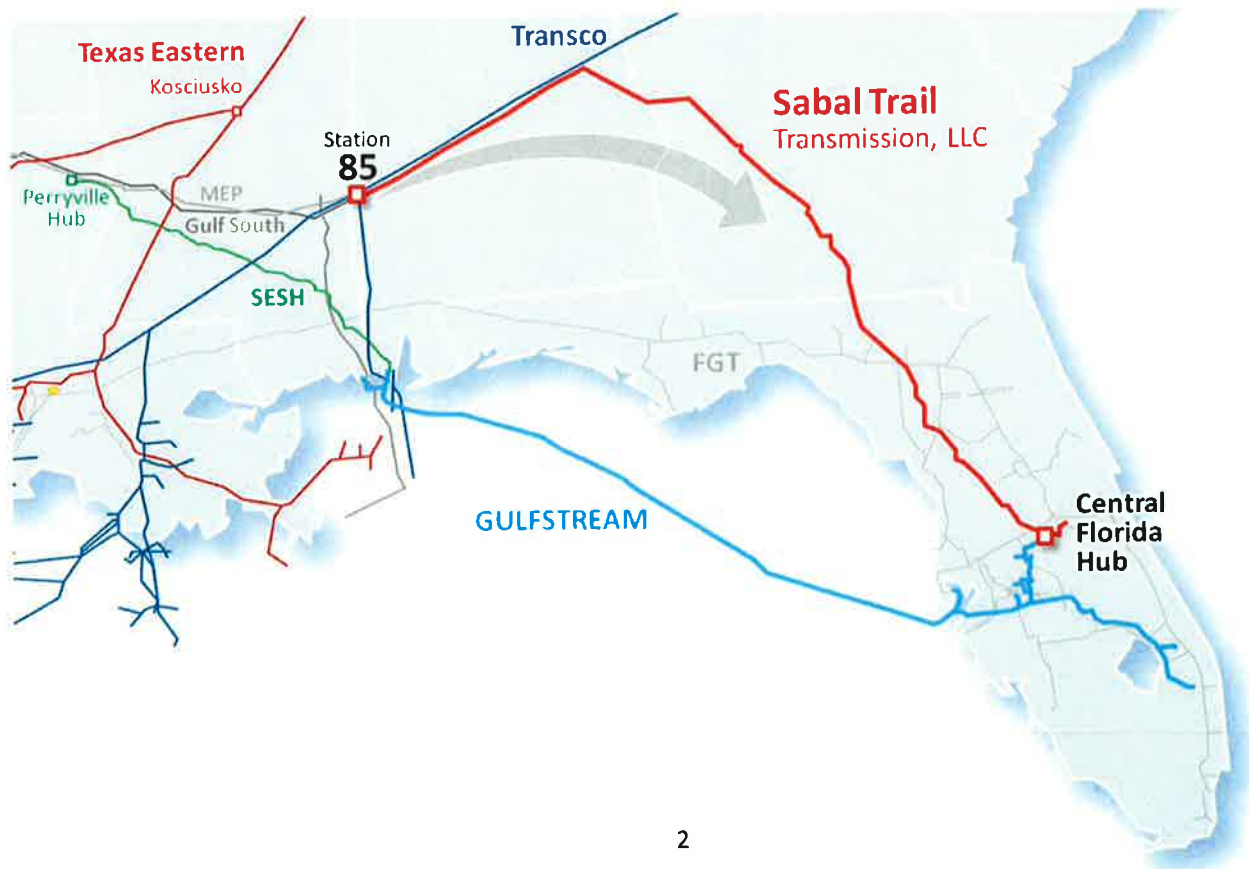 Texas Eastern
Kosciusko
Transco
Sabal Trail
Transmission, LLC
Station
85
Perryville
Hub
MEP
Gulf South
SESH
FGT
GULFSTREAM
Central
Florida
Hub
2